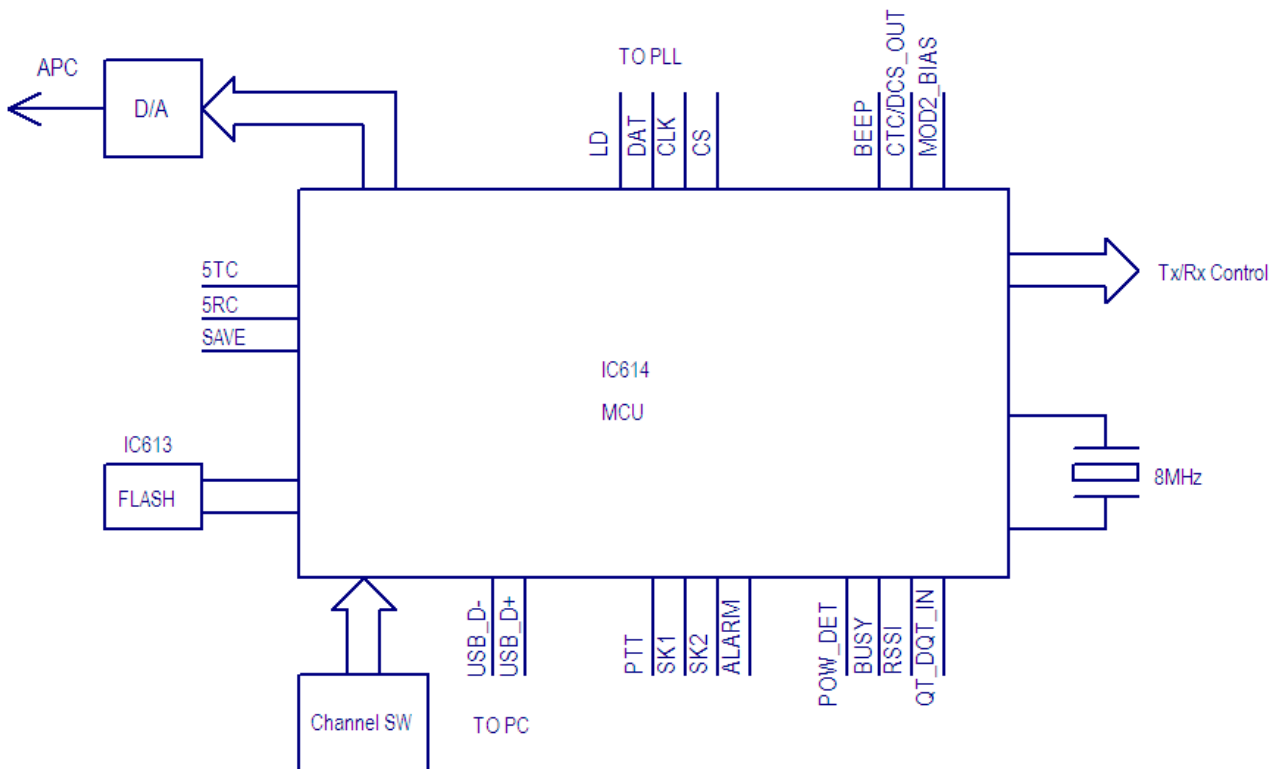 TO PLL
APC
D/A
LD
DAT
CLK
CS
BEEP
CTC/DCS_OUT
MOD2_BIAS
5TC
5RC
SAVE
Tx/Rx Control
IC614
MCU
IC613
FLASH
8MHz
USB_D-
USB_D+
PTT
SK1
SK2
ALARM
POW_DET
BUSY
RSSI
QT_DQT_IN
Channel SW
TO PC